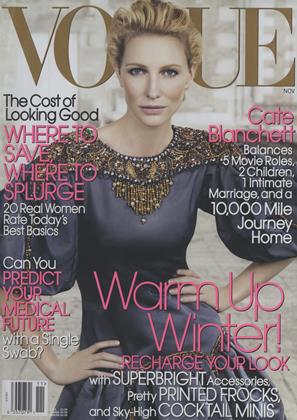 VOGUE
NOV
The Cost of
Looking Good
WHERE TO
SAVE,
WHERE TO
SPLURGE
20 Real Women
Rate Today's
Best Basics
Can You
PREDICT
YOUR
MEDICAL
FUTURE
with a Single
Swab?
Cate
Blanchett
Balances
5 Movie Roles,
2 Children,
1 Intimate
Marriage, and a
10,000 Mile
Journey
Home
Warm Up
Winter!
RECHARGE YOUR LOOK
with SUPERBRIGHT Accessories,
Pretty PRINTED FROCKS,
and Sky-High COCKTAIL MINIS